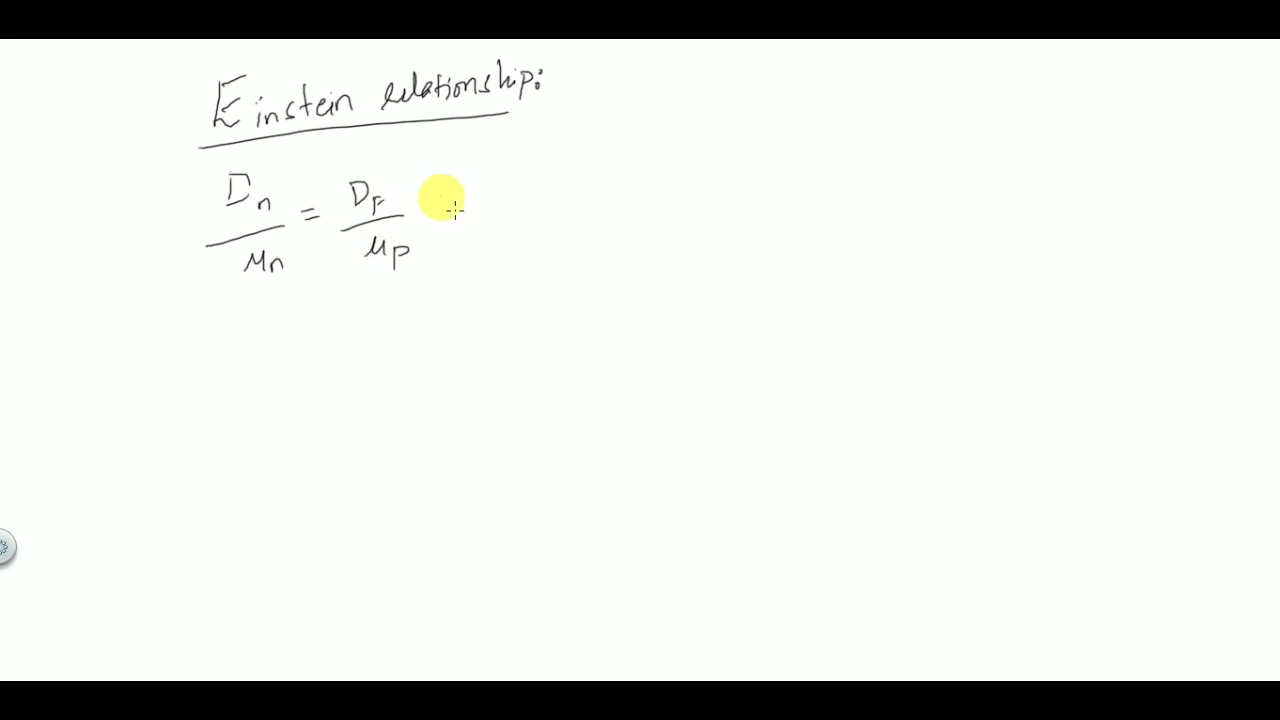 Einstein relationship:
Dn/μn = Dp/μp